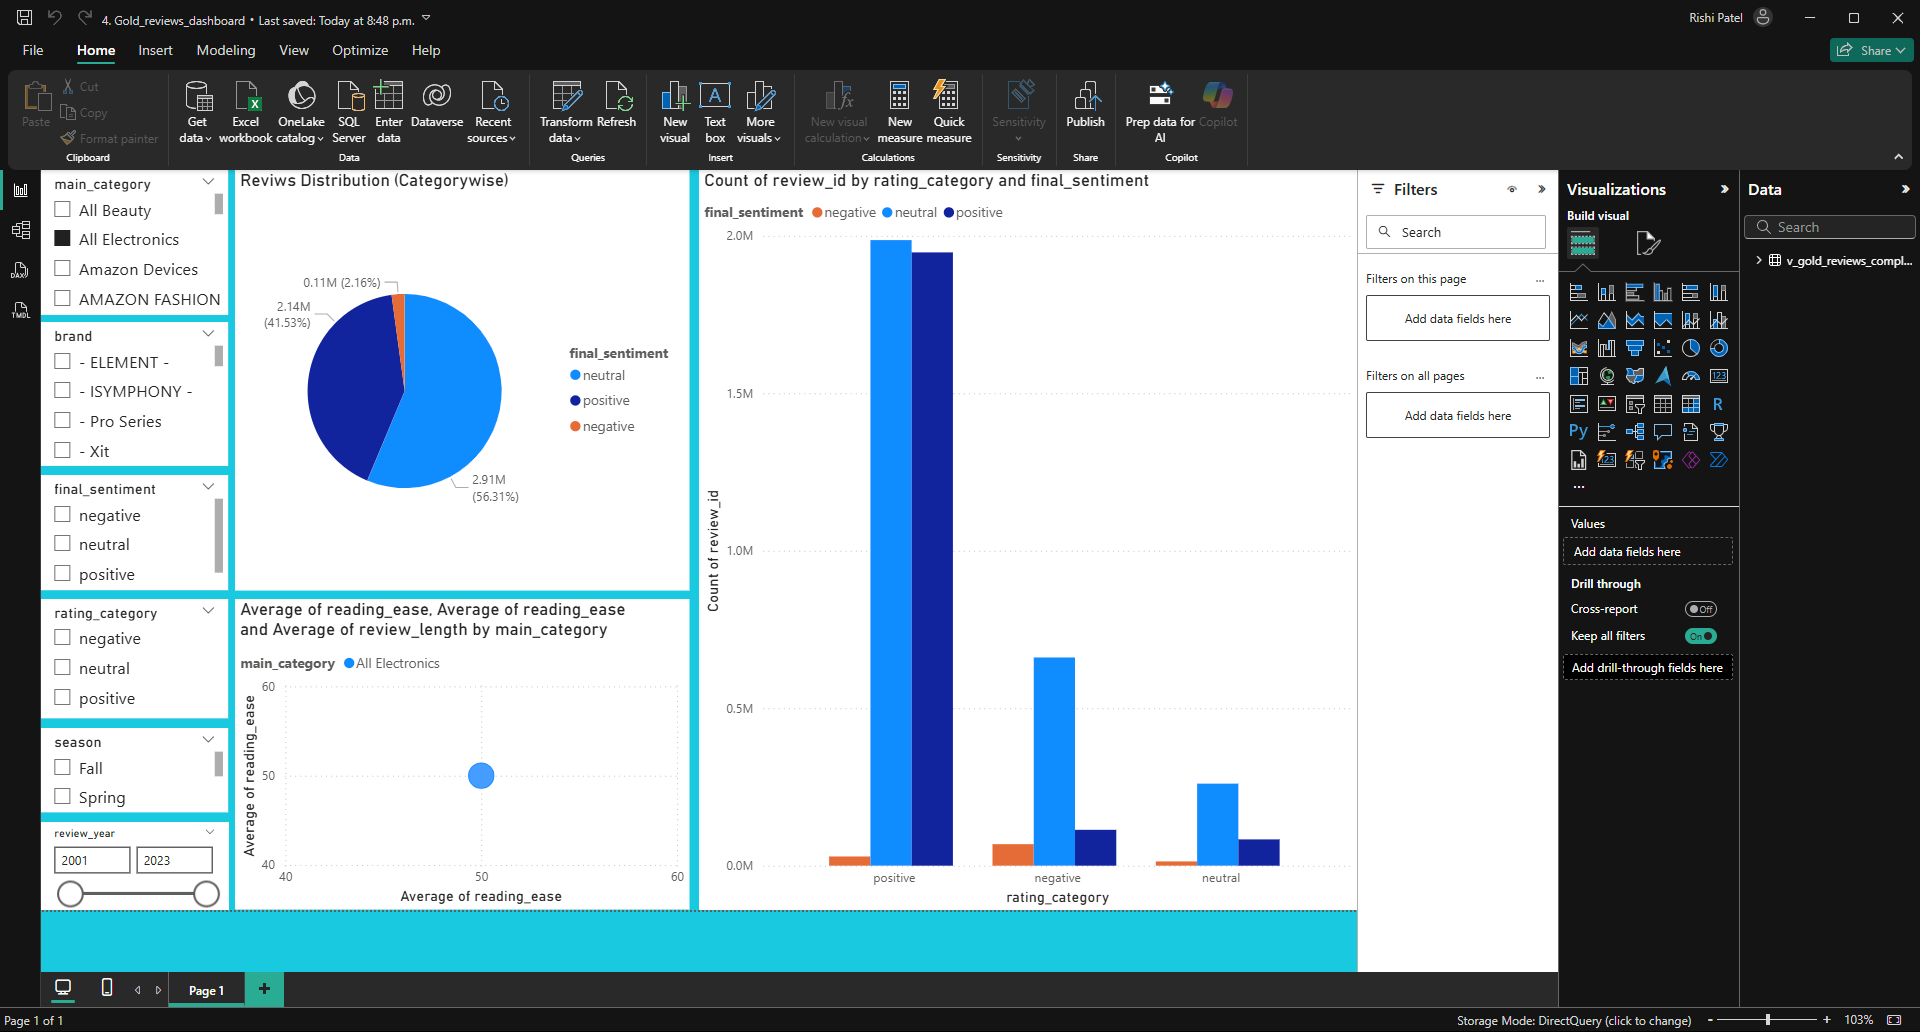 4. Gold_reviews_dashboard • Last saved: Today at 8:48 p.m.
Rishi Patel
File
Home
Insert
Modeling
View
Optimize
Help
Share
Paste
Cut
Copy
Format painter
Clipboard
Get data
Excel workbook
OneLake catalog
SQL Server
Enter data
Dataverse
Recent sources
Data
Transform data
Refresh
Queries
New visual
Text box
More visuals
Insert
New visual calculation
New measure
Quick measure
Calculations
Sensitivity
Sensitivity
Publish
Share
Prep data for AI
Copilot
Copilot
DAX
TMDL
main_category
All Beauty
All Electronics
Amazon Devices
AMAZON FASHION
brand
- ELEMENT -
- ISYMPHONY -
- Pro Series
- Xit
final_sentiment
negative
neutral
positive
rating_category
negative
neutral
positive
season
Fall
Spring
review_year
2001
2023
Reviws Distribution (Categorywise)
0.11M (2.16%)
2.14M
(41.53%)
2.91M
(56.31%)
final_sentiment
neutral
positive
negative
Average of reading_ease, Average of reading_ease
and Average of review_length by main_category
main_category
All Electronics
Average of reading_ease
60
50
40
40
50
60
Average of reading_ease
Count of review_id by rating_category and final_sentiment
final_sentiment
negative
neutral
positive
Count of review_id
2.0M
1.5M
1.0M
0.5M
0.0M
positive
negative
neutral
rating_category
Filters
Search
Filters on this page
...
Add data fields here
Filters on all pages
...
Add data fields here
Visualizations
Build visual
123
R
Py
123
...
Values
Add data fields here
Drill through
Cross-report
Off
Keep all filters
On
Add drill-through fields here
Data
Search
v_gold_reviews_compl...
Page 1
+
Page 1 of 1
Storage Mode: DirectQuery (click to change)
-
+
103%